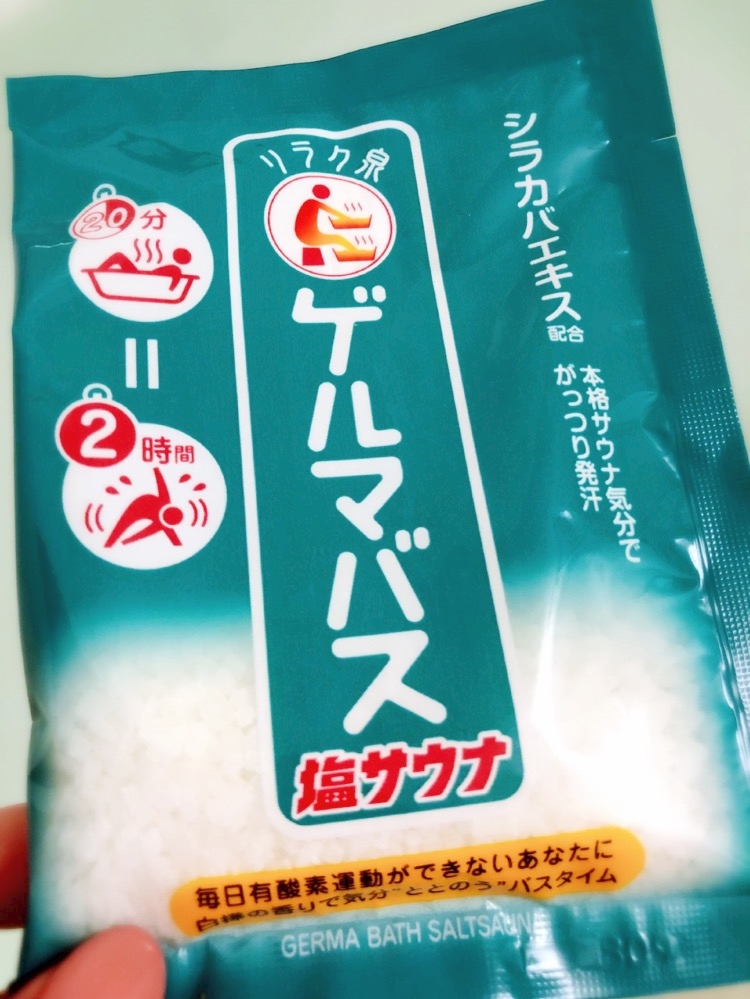 シラカバエキス
配合
本格サウナ気分で
がっつり発汗
リラク泉
ゲルマバス
塩サウナ
20分
2時間
毎日有酸素運動ができないあなたに
白樺の香りで気分"ととのう"バスタイム
GERMA BATH SALTSAUNA